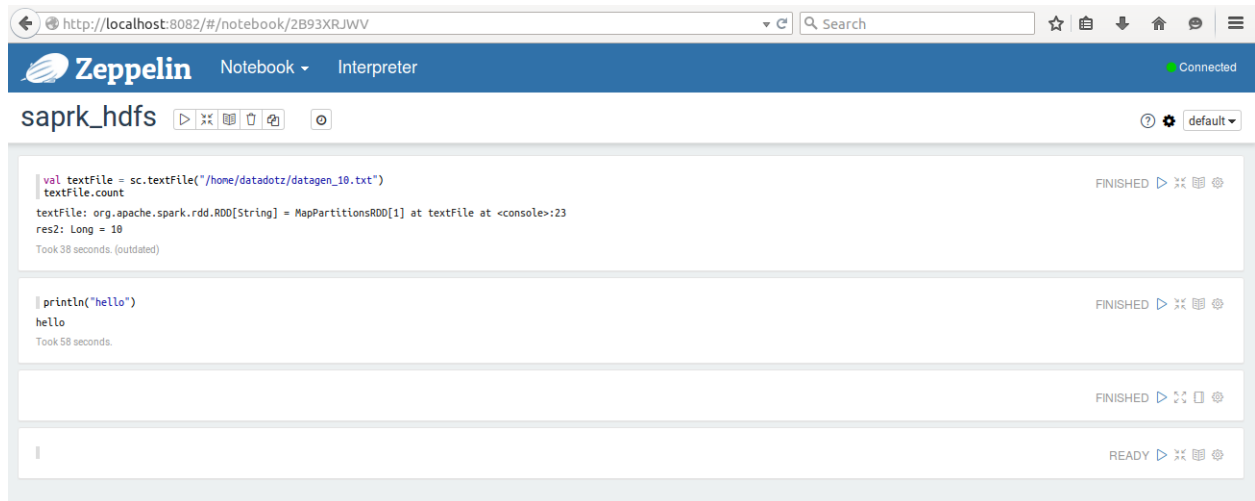 http://localhost:8082/#/notebook/2B93XRJWV
Search
Zeppelin Notebook Interpreter Connected
saprk_hdfs default
val textFile = sc.textFile("/home/datadotz/datagen_10.txt")
textFile.count
FINISHED
textFile: org.apache.spark.rdd.RDD[String] = MapPartitionsRDD[1] at textFile at <console>:23
res2: Long = 10
Took 38 seconds. (outdated)
println("hello")
FINISHED
hello
Took 58 seconds.
FINISHED
READY